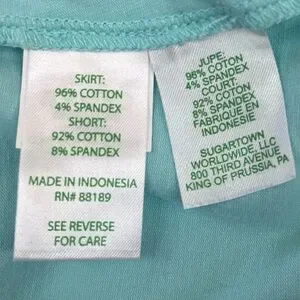 SKIRT:
96% COTTON
4% SPANDEX
SHORT:
92% COTTON
8% SPANDEX
MADE IN INDONESIA
RN# 88189
SEE REVERSE
FOR CARE
JUPE:
96% COTTON
4% SPANDEX
COURT:
92% COTON
8% SPANDEX
FABRIQUE EN
INDONESIE
SUGARTOWN
WORLDWIDE, LLC
800 THIRD AVENUE
KING OF PRUSSIA, PA